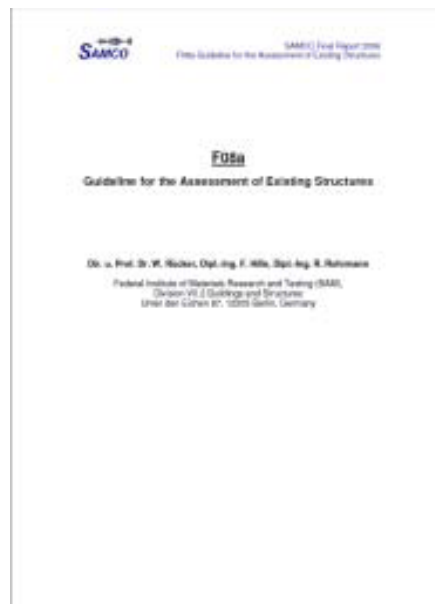 SAMCO
SAMCO Final Report 2006
F08a Guideline for the Assessment of Existing Structures
F08a
Guideline for the Assessment of Existing Structures
Dir. u. Prof. Dr. W. Rücker, Dipl.-Ing. F. Hille, Dipl.-Ing. R. Rohrmann
Federal Institute of Materials Research and Testing (BAM),
Division VII.2 Buildings and Structures
Unter den Eichen 87, 12205 Berlin, Germany